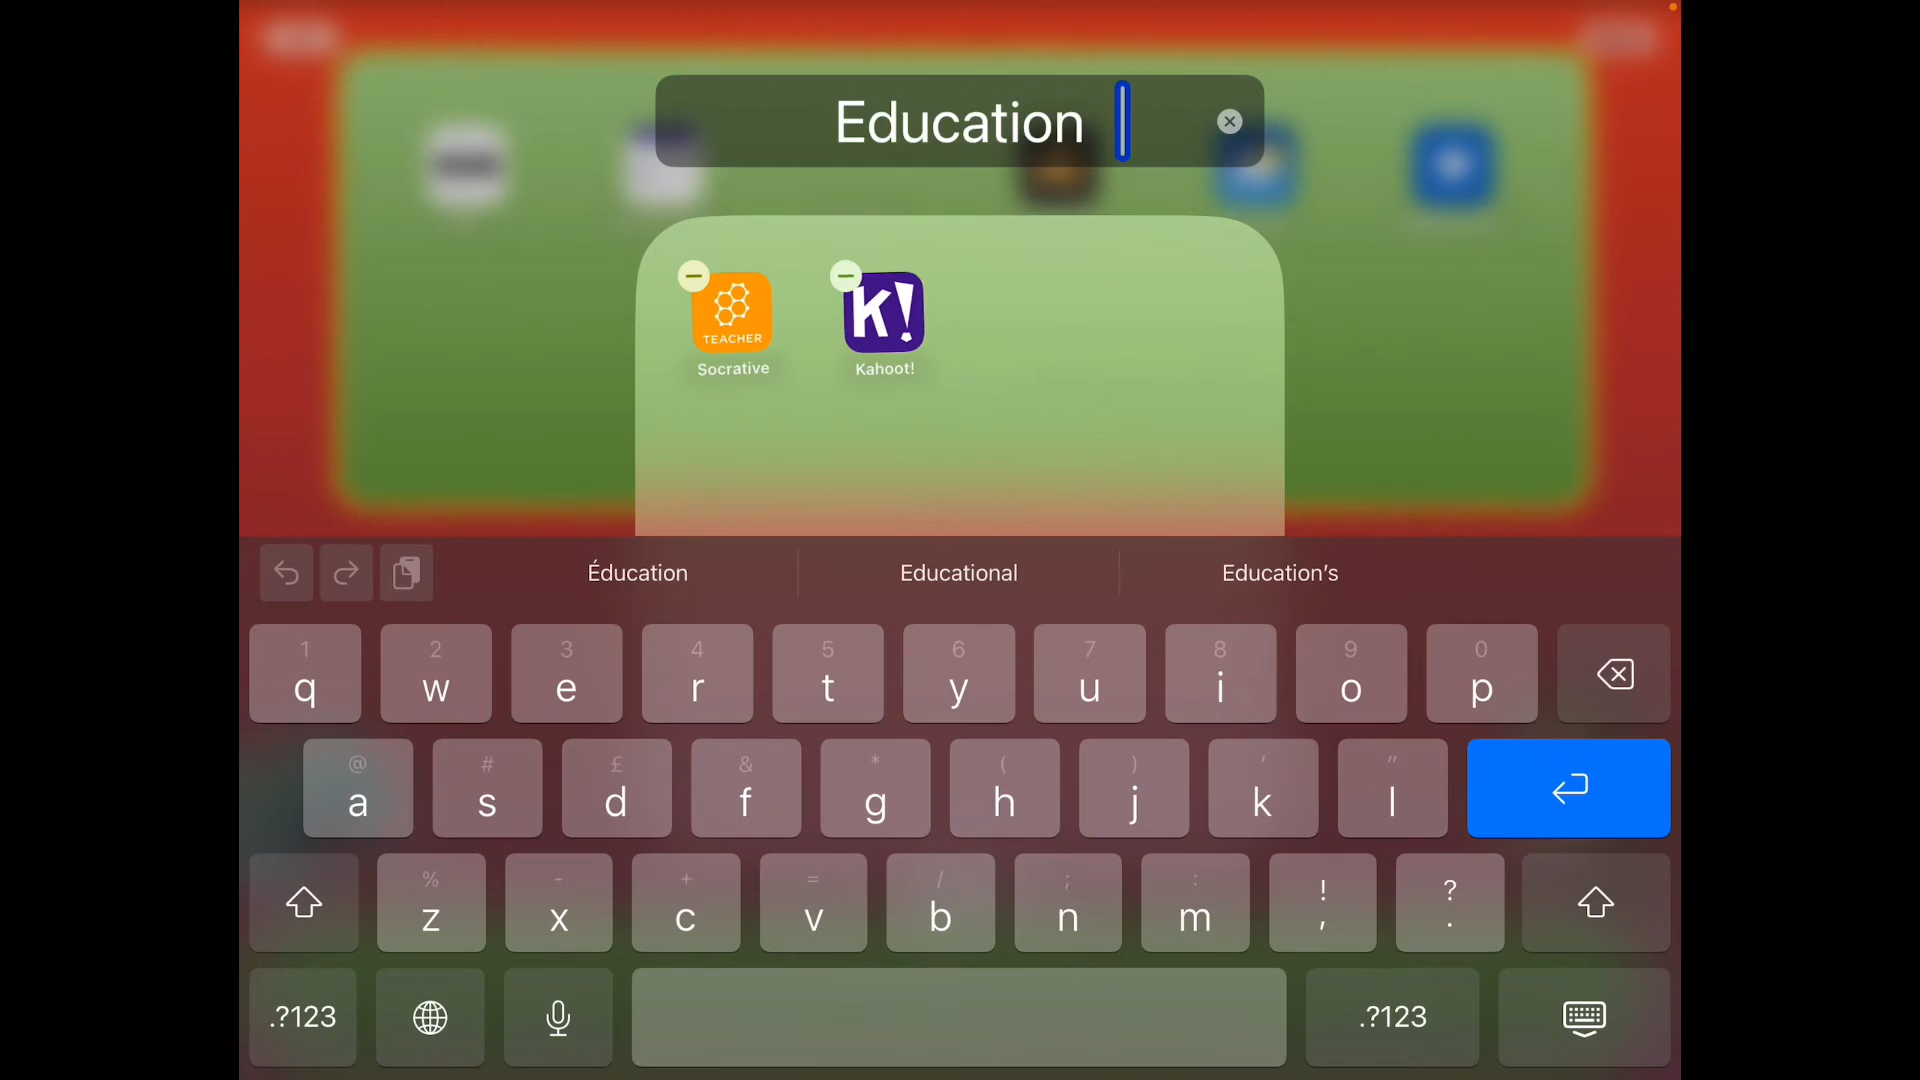 Education
TEACHER
K!
Socrative
Kahoot!
Éducation
Educational
Education's
1 2 3 4 5 6 7 8 9 0
q w e r t y u i o p
@ # £ & * ( ) ' "
a s d f g h j k l
% - + = / ; : ! ?
z x c v b n m , .
.?123
.?123